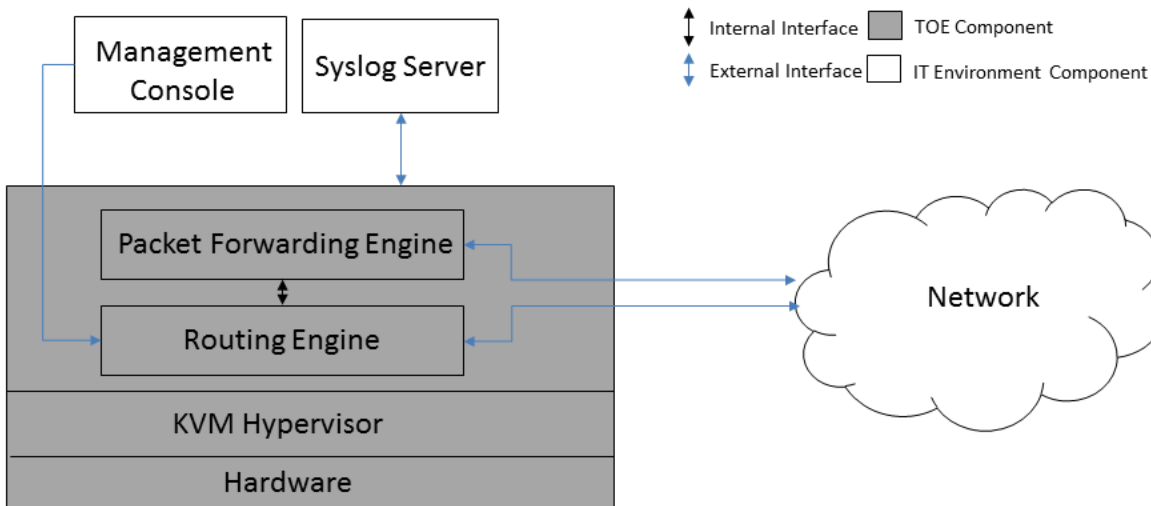 Management
Console
Syslog Server
Internal Interface
TOE Component
External Interface
IT Environment Component
Packet Forwarding Engine
Routing Engine
Network
KVM Hypervisor
Hardware